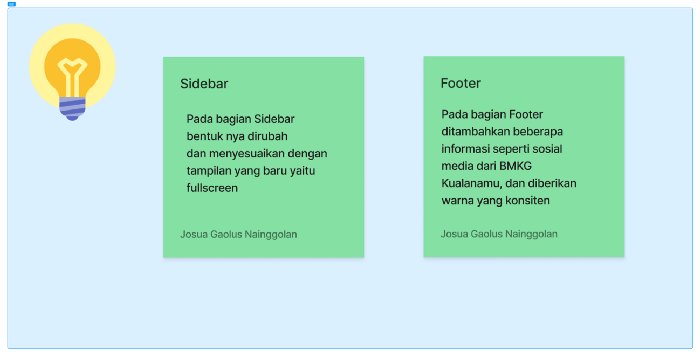 Sidebar
Pada bagian Sidebar
bentuk nya dirubah
dan menyesuaikan dengan
tampilan yang baru yaitu
fullscreen
Josua Gaolus Nainggolan
Footer
Pada bagian Footer
ditambahkan beberapa
informasi seperti sosial
media dari BMKG
Kualanamu, dan diberikan
warna yang konsiten
Josua Gaolus Nainggolan